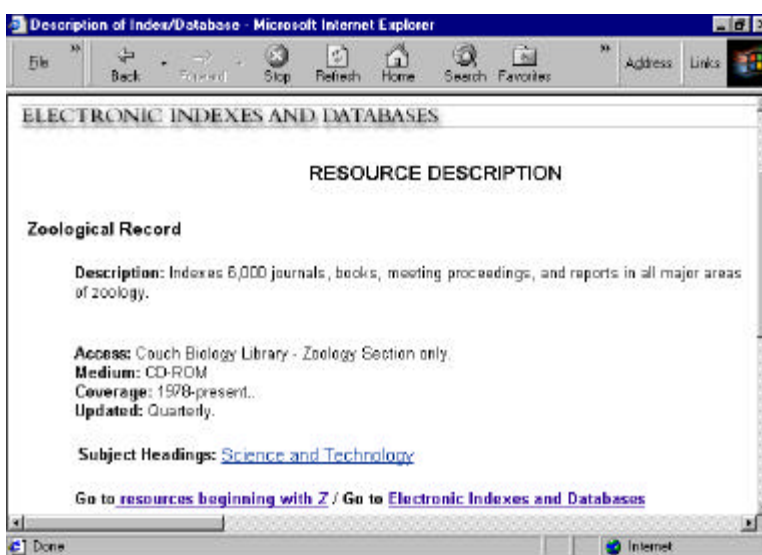 Description of Index/Database - Microsoft Internet Explorer
File » Back Forward Stop Refresh Home Search Favorites » Address Links
ELECTRONIC INDEXES AND DATABASES
RESOURCE DESCRIPTION
Zoological Record
Description: Indexes 6,000 journals, books, meeting proceedings, and reports in all major areas
of zoology.
Access: Couch Biology Library - Zoology Section only.
Medium: CD-ROM
Coverage: 1978-present..
Updated: Quarterly.
Subject Headings: Science and Technology
Go to resources beginning with Z / Go to Electronic Indexes and Databases
Done Internet